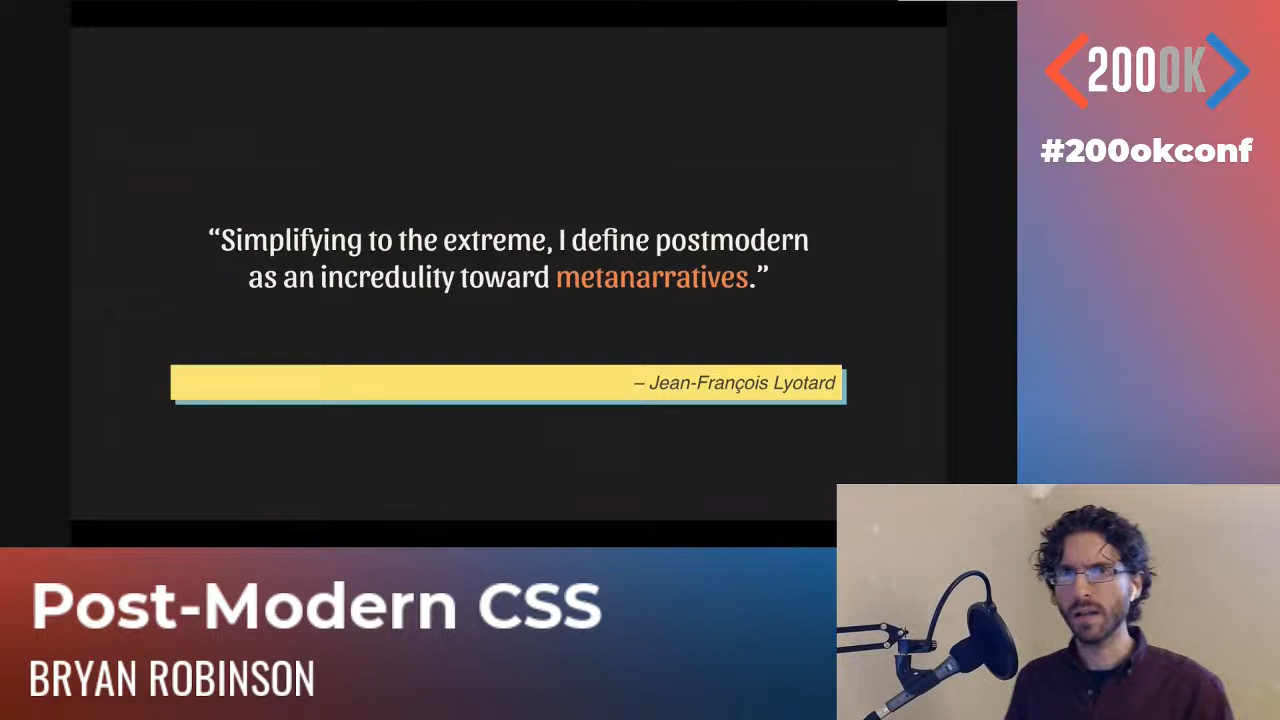 “Simplifying to the extreme, I define postmodern
as an incredulity toward metanarratives.”
– Jean-François Lyotard
200OK
#200okconf
Post-Modern CSS
BRYAN ROBINSON